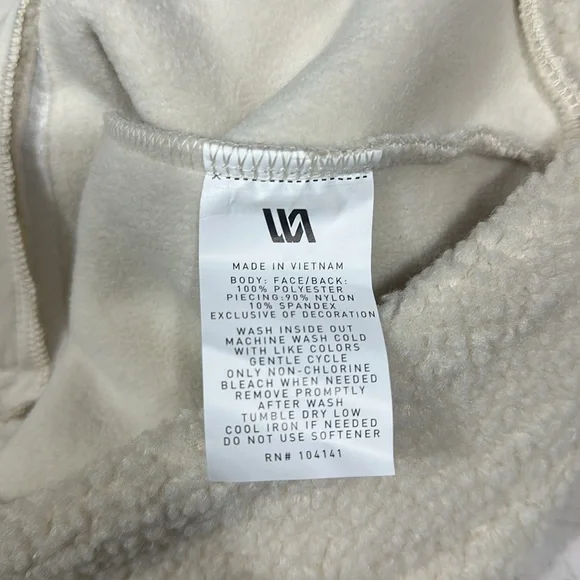 MADE IN VIETNAM
BODY: FACE/BACK:
100% POLYESTER
PIECING:90% NYLON
10% SPANDEX
EXCLUSIVE OF DECORATION
WASH INSIDE OUT
MACHINE WASH COLD
WITH LIKE COLORS
GENTLE CYCLE
ONLY NON-CHLORINE
BLEACH WHEN NEEDED
REMOVE PROMPTLY
AFTER WASH
TUMBLE DRY LOW
COOL IRON IF NEEDED
DO NOT USE SOFTENER
RN# 104141